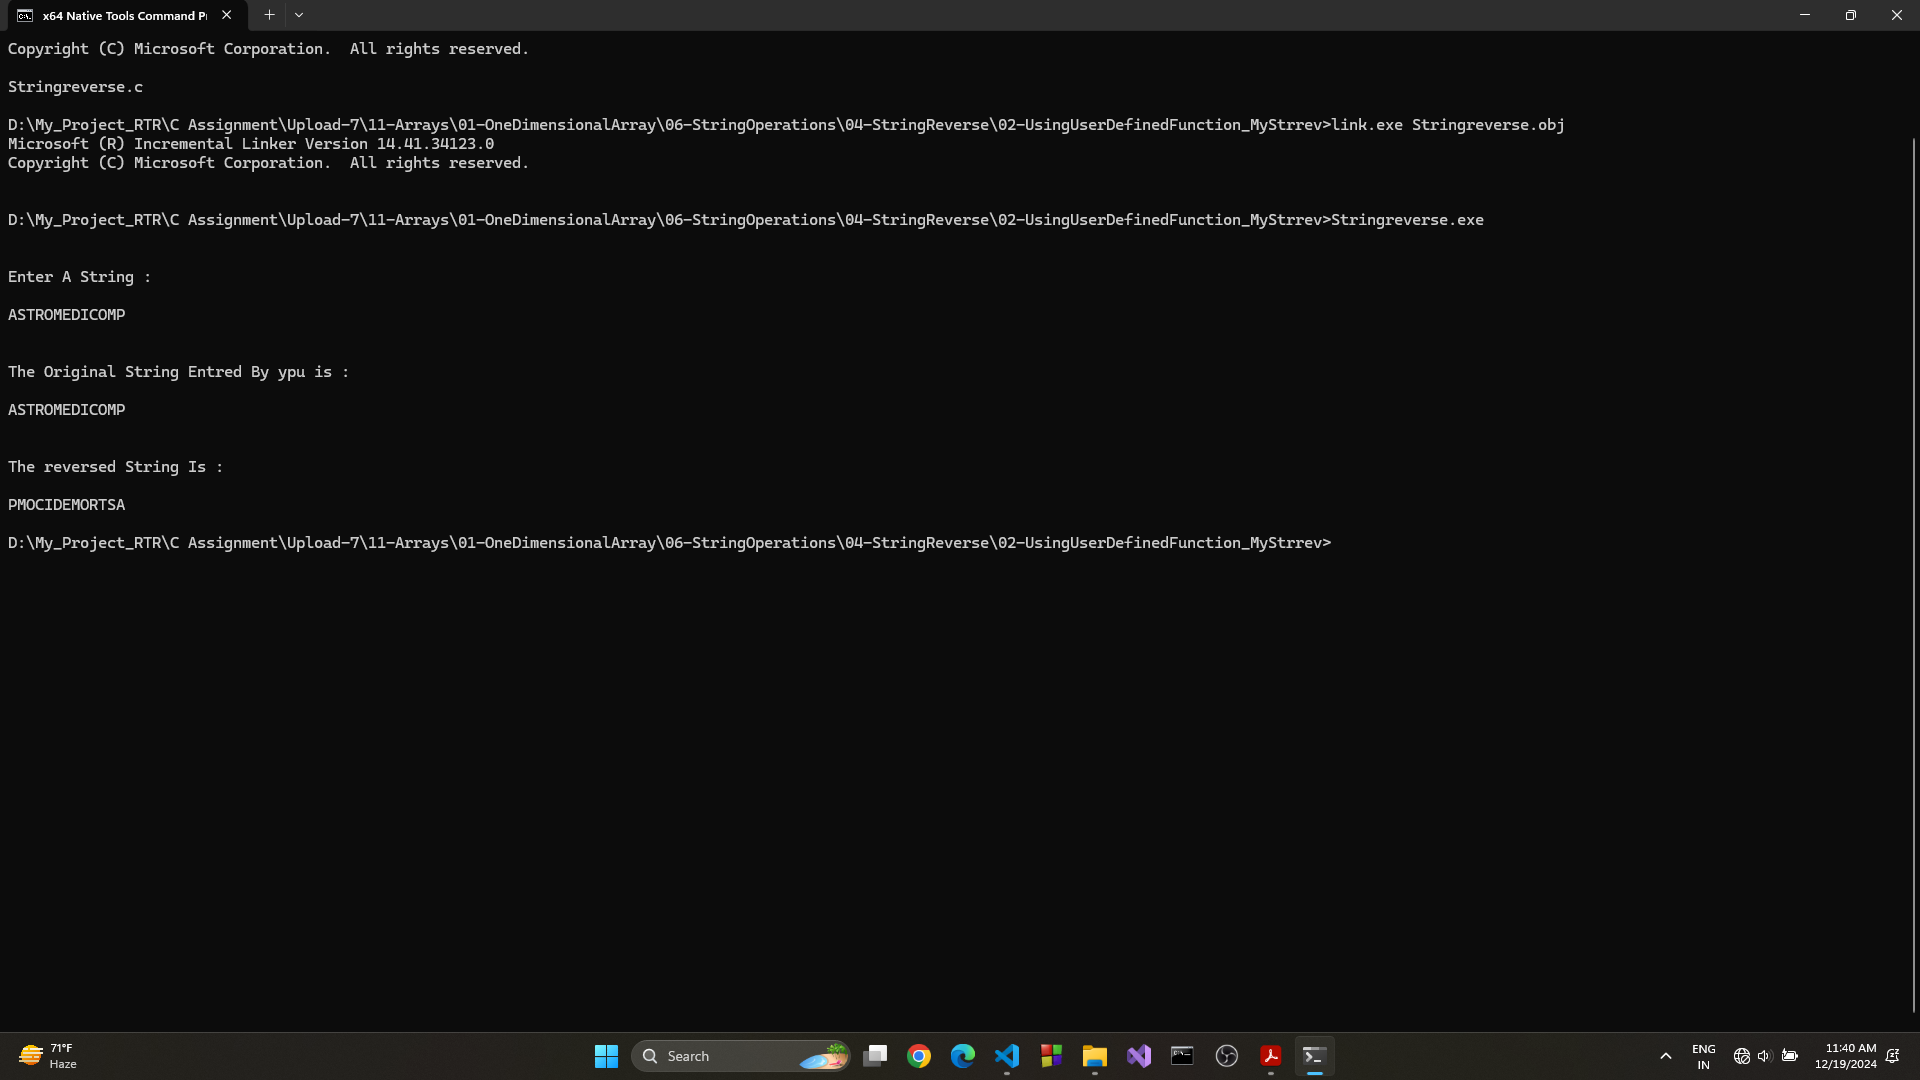 x64 Native Tools Command P
Copyright (C) Microsoft Corporation.  All rights reserved.
Stringreverse.c
D:\My_Project_RTR\C Assignment\Upload-7\11-Arrays\01-OneDimensionalArray\06-StringOperations\04-StringReverse\02-UsingUserDefinedFunction_MyStrrev>link.exe Stringreverse.obj
Microsoft (R) Incremental Linker Version 14.41.34123.0
Copyright (C) Microsoft Corporation.  All rights reserved.
D:\My_Project_RTR\C Assignment\Upload-7\11-Arrays\01-OneDimensionalArray\06-StringOperations\04-StringReverse\02-UsingUserDefinedFunction_MyStrrev>Stringreverse.exe
Enter A String :
ASTROMEDICOMP
The Original String Entred By ypu is :
ASTROMEDICOMP
The reversed String Is :
PMOCIDEMORTSA
D:\My_Project_RTR\C Assignment\Upload-7\11-Arrays\01-OneDimensionalArray\06-StringOperations\04-StringReverse\02-UsingUserDefinedFunction_MyStrrev>
71°F
Haze
Search
ENG
IN
11:40 AM
12/19/2024